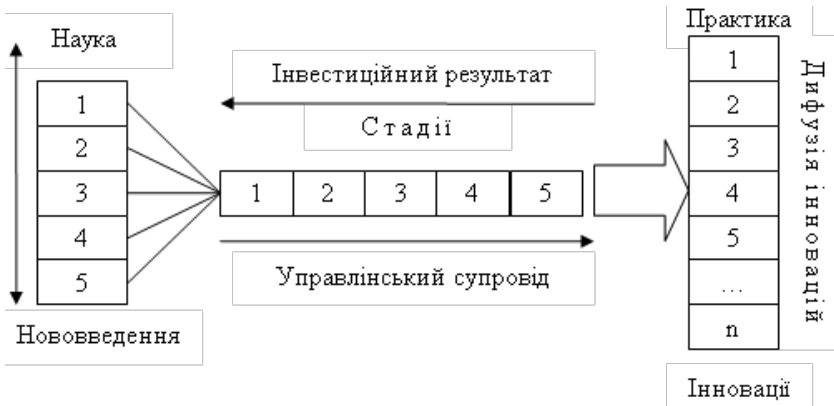 Наука
1
2
3
4
5
Нововведення
Інвестиційний результат
Стадії
1 2 3 4 5
Управлінський супровід
Практика
1
2
3
4
5
...
n
Інновації
Дифузія інновацій